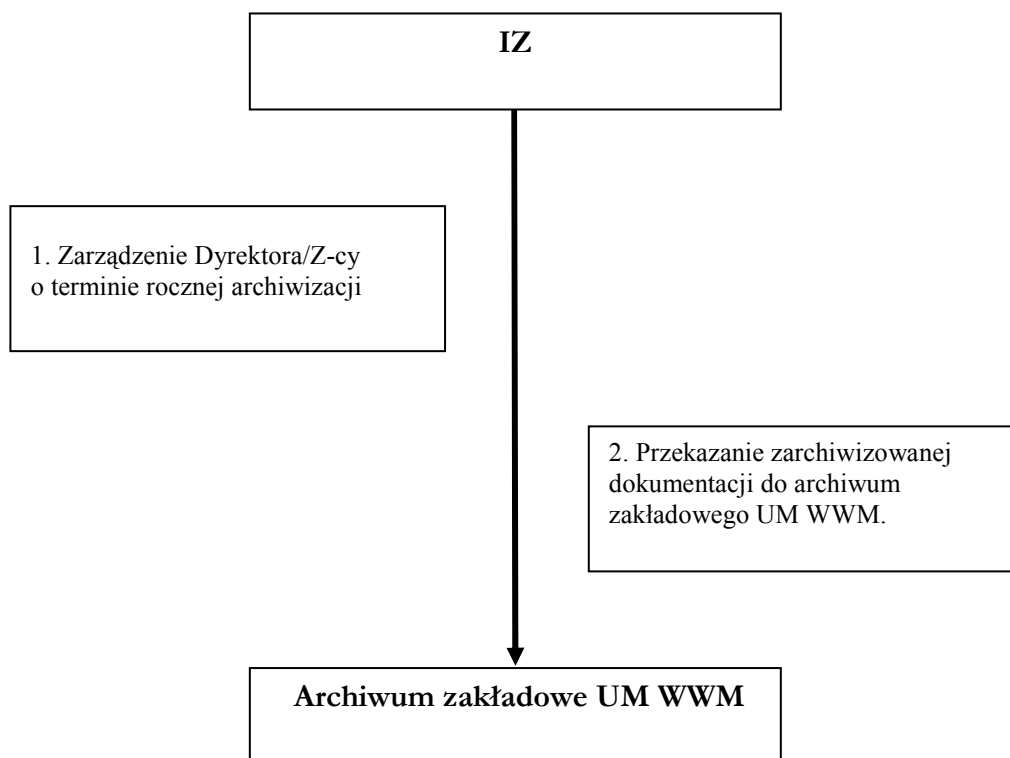 IZ
1. Zarządzenie Dyrektora/Z-cy
o terminie rocznej archiwizacji
2. Przekazanie zarchiwizowanej
dokumentacji do archiwum
zakładowego UM WWM.
Archiwum zakładowe UM WWM